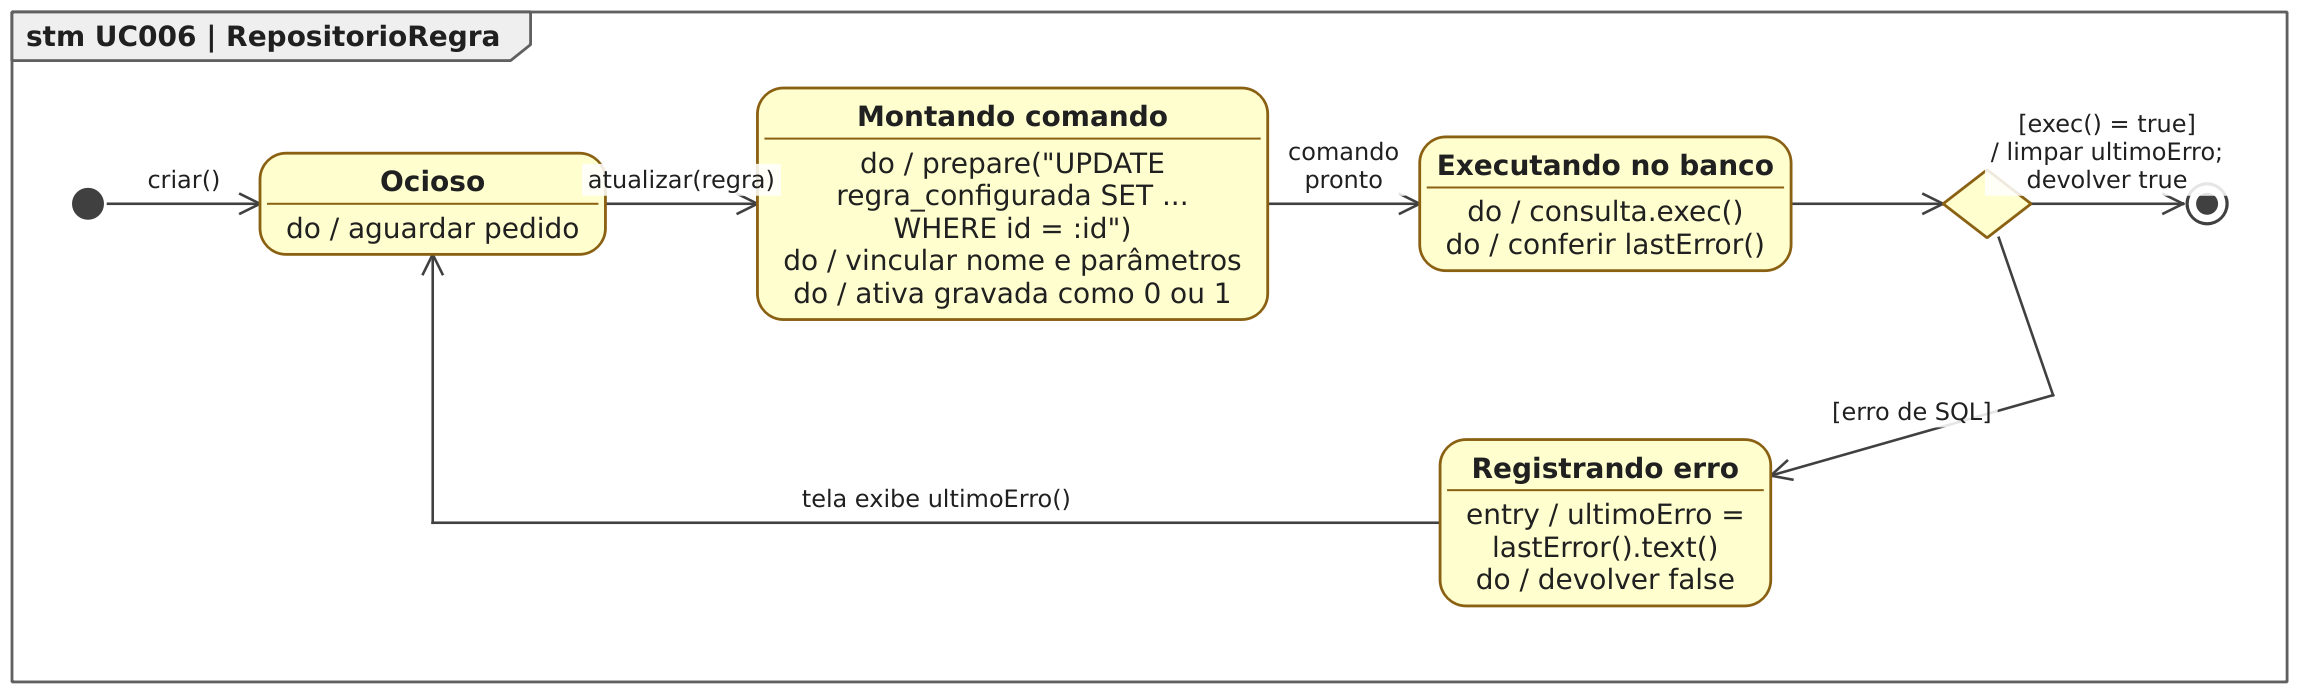 stm UC006 | RepositorioRegra
criar()
Ocioso
do / aguardar pedido
atualizar(regra)
Montando comando
do / prepare("UPDATE
regra_configurada SET ...
WHERE id = :id")
do / vincular nome e parâmetros
do / ativa gravada como 0 ou 1
comando
pronto
Executando no banco
do / consulta.exec()
do / conferir lastError()
[exec() = true]
/ limpar ultimoErro;
devolver true
[erro de SQL]
Registrando erro
entry / ultimoErro =
lastError().text()
do / devolver false
tela exibe ultimoErro()